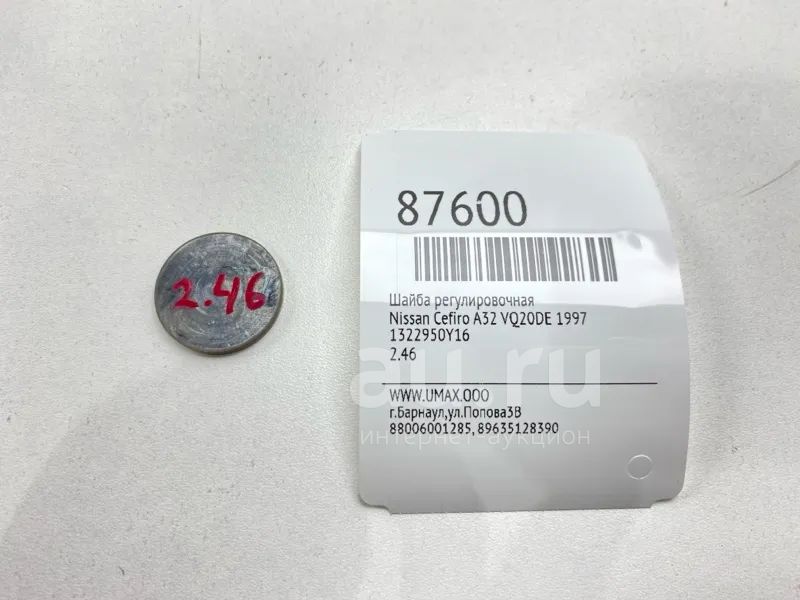 2.46
87600
Шайба регулировочная
Nissan Cefiro A32 VQ20DE 1997
1322950Y16
2.46
WWW.UMAX.OOO
г.Барнаул,ул.Попова3В
88006001285, 89635128390
au.ru
интернет-аукцион